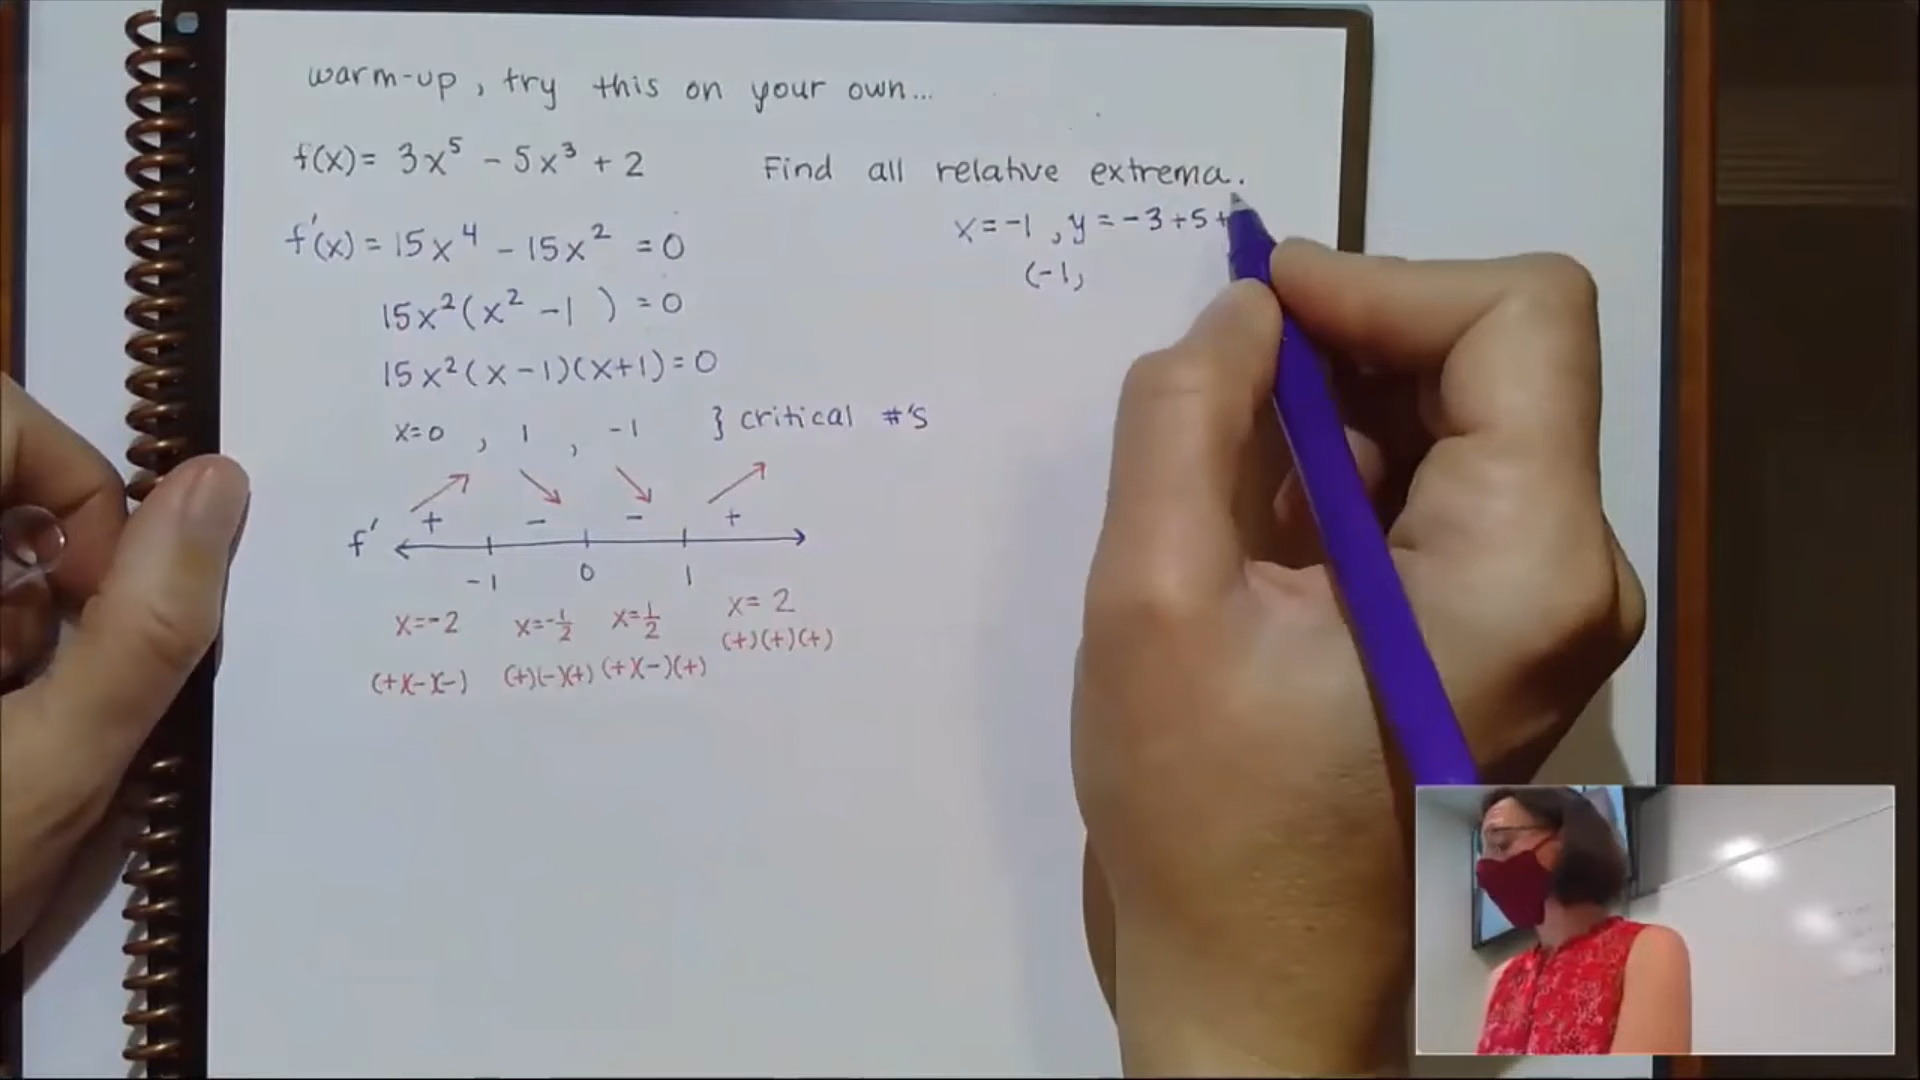 warm-up, try this on your own...
f(x) = 3x⁵ - 5x³ + 2
Find all relative extrema.
f'(x) = 15x⁴ - 15x² = 0
x = -1, y = -3 + 5 +
(-1,
15x²(x² - 1) = 0
15x²(x - 1)(x + 1) = 0
x = 0, 1, -1 } critical #'s
f' + - - +
-1 0 1
x = -2 x = -1/2 x = 1/2 x = 2
(+)(-)(-) (+)(-)(+) (+)(-)(+) (+)(+)(+)